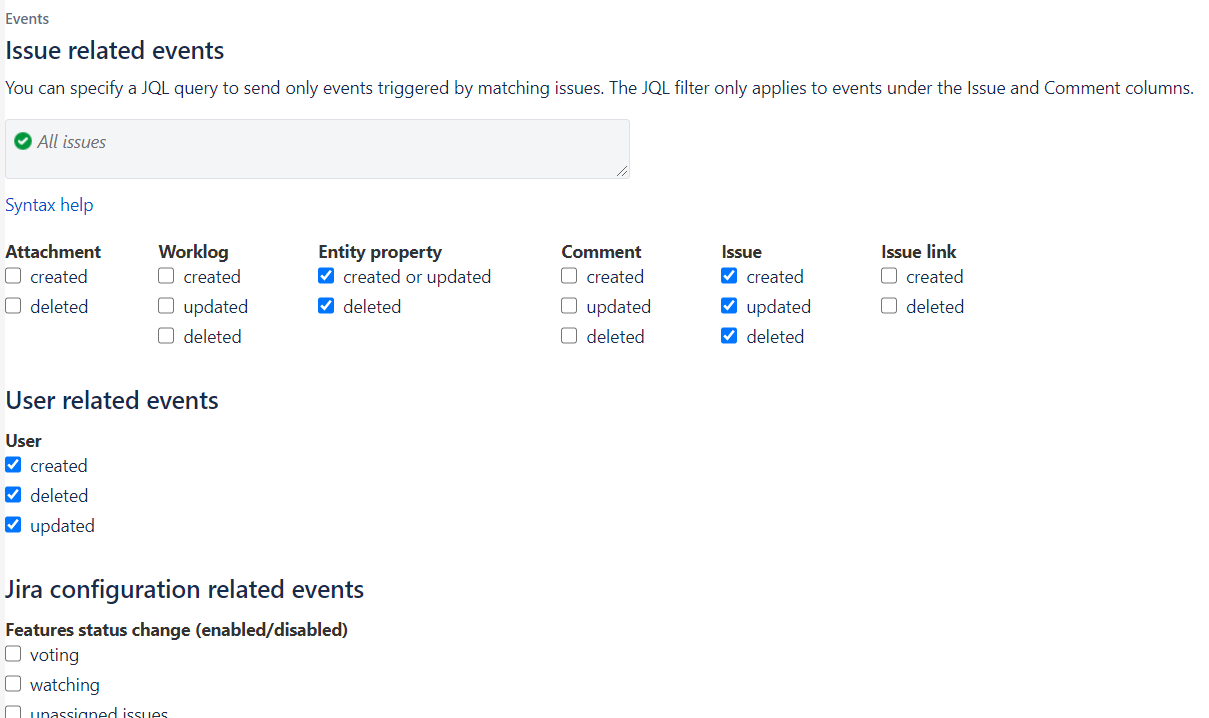 Events
Issue related events
You can specify a JQL query to send only events triggered by matching issues. The JQL filter only applies to events under the Issue and Comment columns.
All issues
Syntax help
Attachment Worklog Entity property Comment Issue Issue link
created created created or updated created created created
deleted updated deleted updated updated deleted
deleted deleted deleted
User related events
User
created
deleted
updated
Jira configuration related events
Features status change (enabled/disabled)
voting
watching
unassigned issues